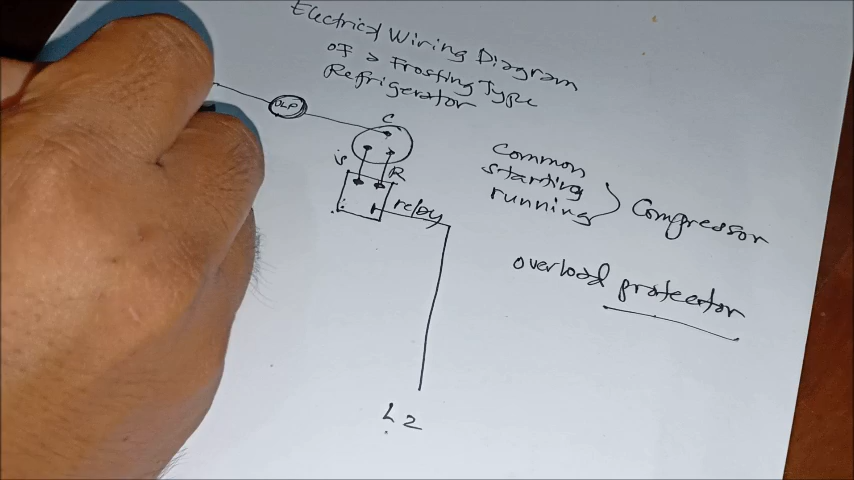 Electrical Wiring Diagram
of a Frosting Type
Refrigerator
OLP
C
S
R
relay
Common
starting
running
Compressor
overload protector
L2